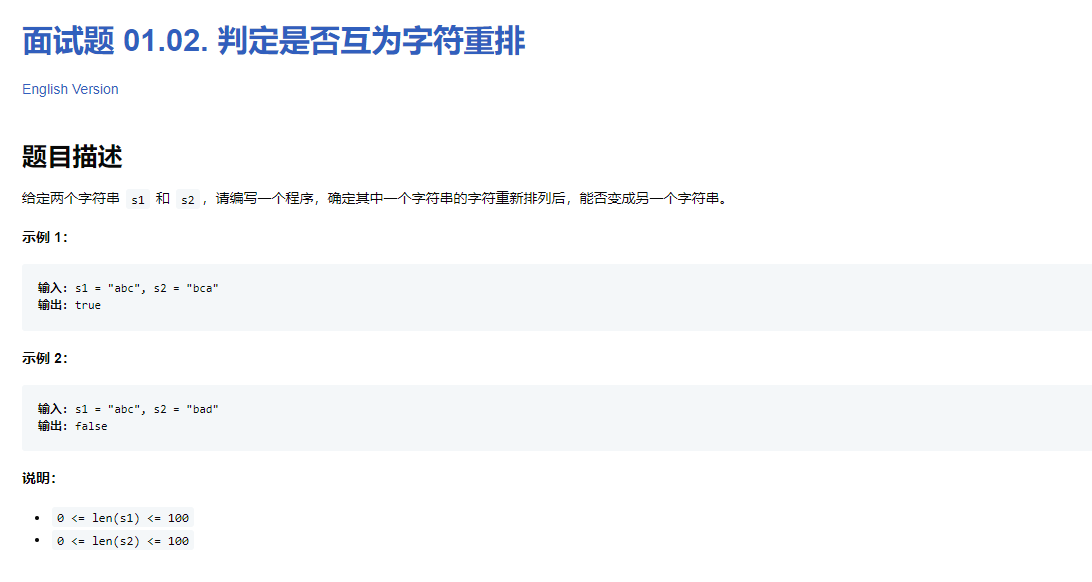 面试题 01.02. 判定是否互为字符重排
English Version
题目描述
给定两个字符串 s1 和 s2，请编写一个程序，确定其中一个字符串的字符重新排列后，能否变成另一个字符串。
示例 1：
输入: s1 = "abc", s2 = "bca"
输出: true
示例 2：
输入: s1 = "abc", s2 = "bad"
输出: false
说明：
• 0 <= len(s1) <= 100
• 0 <= len(s2) <= 100